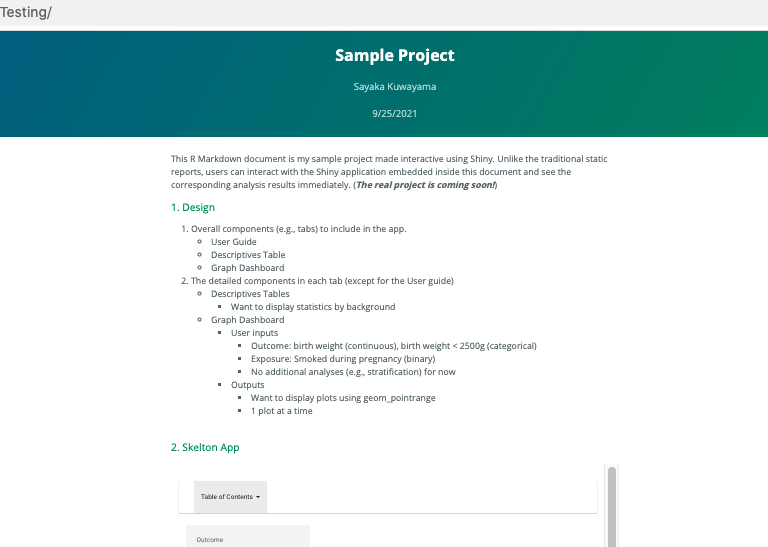 Testing/
Sample Project
Sayaka Kuwayama
9/25/2021
This R Markdown document is my sample project made interactive using Shiny. Unlike the traditional static
reports, users can interact with the Shiny application embedded inside this document and see the
corresponding analysis results immediately. (The real project is coming soon!)
1. Design
1. Overall components (e.g., tabs) to include in the app.
User Guide
Descriptives Table
Graph Dashboard
2. The detailed components in each tab (except for the User guide)
Descriptives Tables
Want to display statistics by background
Graph Dashboard
User inputs
Outcome: birth weight (continuous), birth weight < 2500g (categorical)
Exposure: Smoked during pregnancy (binary)
No additional analyses (e.g., stratification) for now
Outputs
Want to display plots using geom_pointrange
1 plot at a time
2. Skelton App
Table of Contents
Outcome